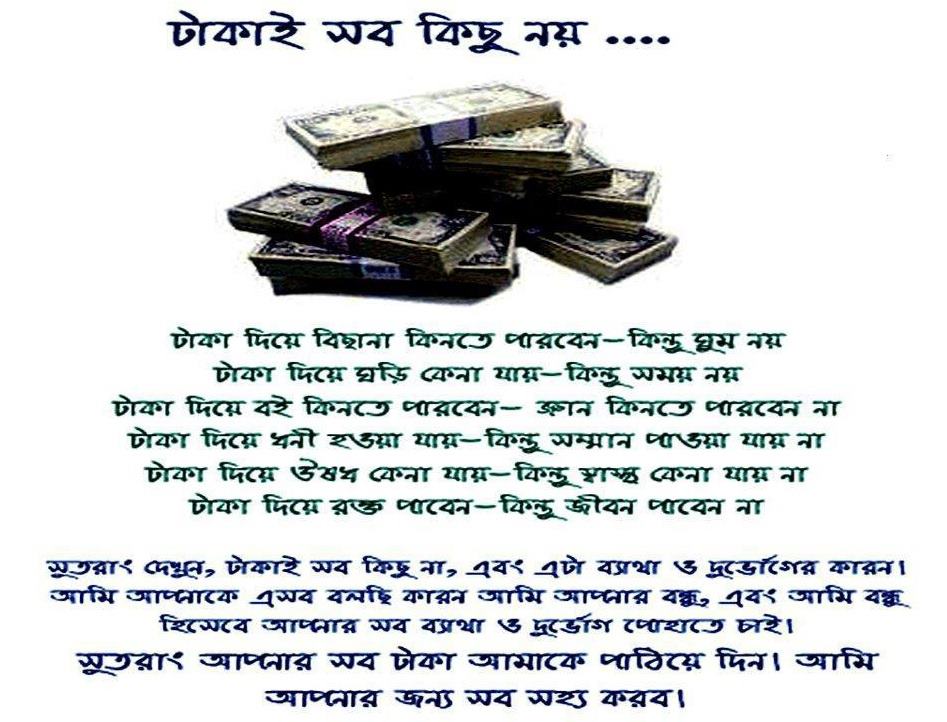 টাকাই সব কিছু নয় ....
টাকা দিয়ে বিছানা কিনতে পারবেন-কিন্তু ঘুম নয়
টাকা দিয়ে ঘড়ি কেনা যায়-কিন্তু সময় নয়
টাকা দিয়ে বই কিনতে পারবেন- জ্ঞান কিনতে পারবেন না
টাকা দিয়ে ধনী হওয়া যায়-কিন্তু সম্মান পাওয়া যায় না
টাকা দিয়ে ঔষধ কেনা যায়-কিন্তু স্বাস্থ্য কেনা যায় না
টাকা দিয়ে রক্ত পাবেন-কিন্তু জীবন পাবেন না
সুতরাং দেখুন, টাকাই সব কিছু না, এবং এটা ব্যাথা ও দুর্ভোগের কারন।
আমি আপনাকে এসব বলছি কারন আমি আপনার বন্ধু, এবং আমি বন্ধু
হিসেবে আপনার সব ব্যাথা ও দুর্ভোগ পোহাতে চাই।
সুতরাং আপনার সব টাকা আমাকে পাঠিয়ে দিন। আমি
আপনার জন্য সব সহ্য করব।